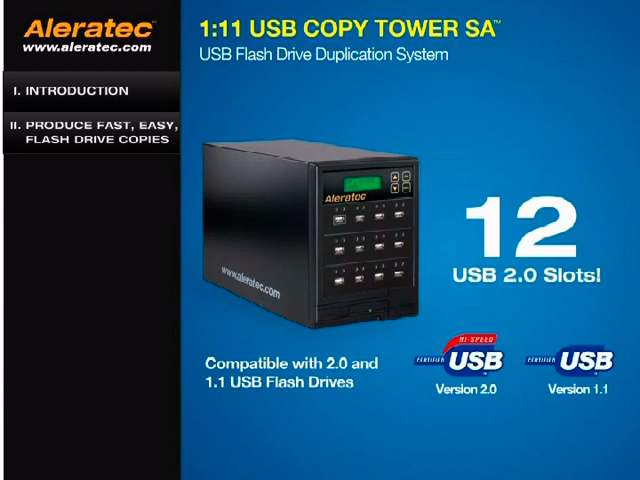 Aleratec™
www.aleratec.com
1:11 USB COPY TOWER SA™
USB Flash Drive Duplication System
I. INTRODUCTION
II. PRODUCE FAST, EASY,
FLASH DRIVE COPIES
Aleratec
www.aleratec.com
12
USB 2.0 Slots!
Compatible with 2.0 and
1.1 USB Flash Drives
HI-SPEED
CERTIFIED USB
Version 2.0
CERTIFIED USB
Version 1.1